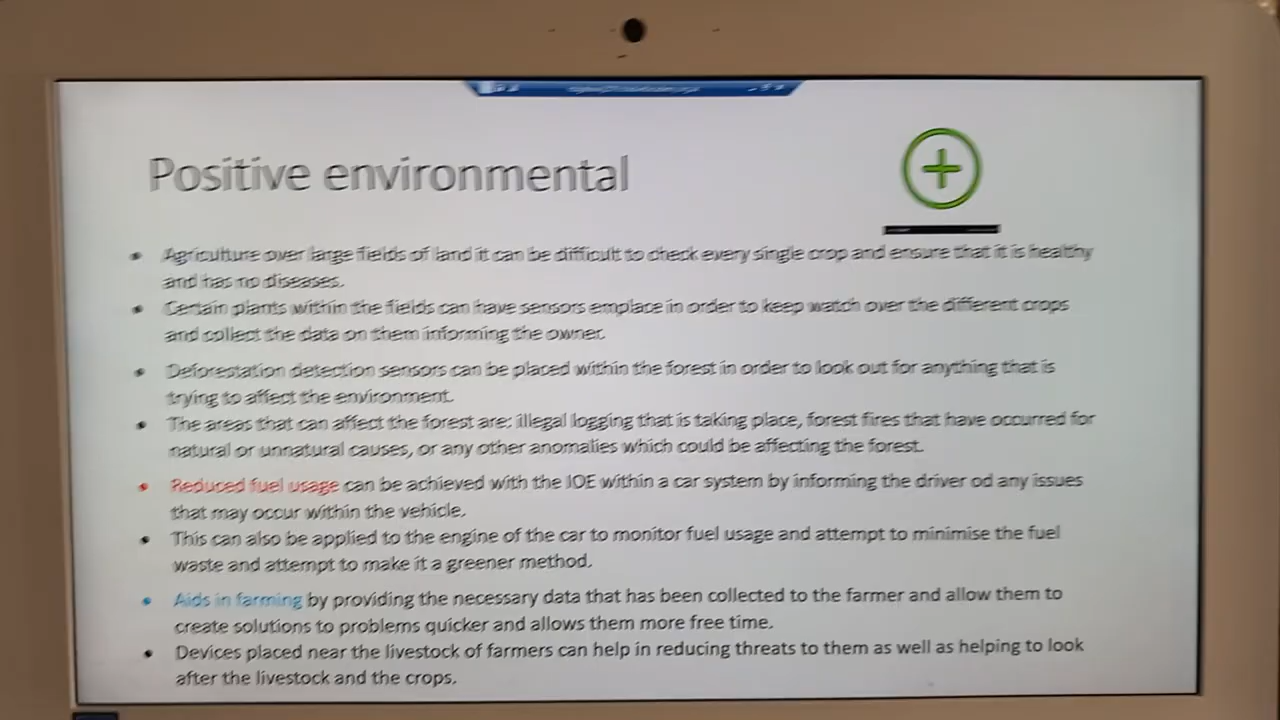 Positive environmental
• Agriculture over large fields of land it can be difficult to check every single crop and ensure that it is healthy
and has no diseases.
• Certain plants within the fields can have sensors emplace in order to keep watch over the different crops
and collect the data on them informing the owner.
• Deforestation detection sensors can be placed within the forest in order to look out for anything that is
trying to affect the environment.
• The areas that can affect the forest are: illegal logging that is taking place, forest fires that have occurred for
natural or unnatural causes, or any other anomalies which could be affecting the forest.
• Reduced fuel usage can be achieved with the IOE within a car system by informing the driver od any issues
that may occur within the vehicle.
• This can also be applied to the engine of the car to monitor fuel usage and attempt to minimise the fuel
waste and attempt to make it a greener method.
• Aids in farming by providing the necessary data that has been collected to the farmer and allow them to
create solutions to problems quicker and allows them more free time.
• Devices placed near the livestock of farmers can help in reducing threats to them as well as helping to look
after the livestock and the crops.